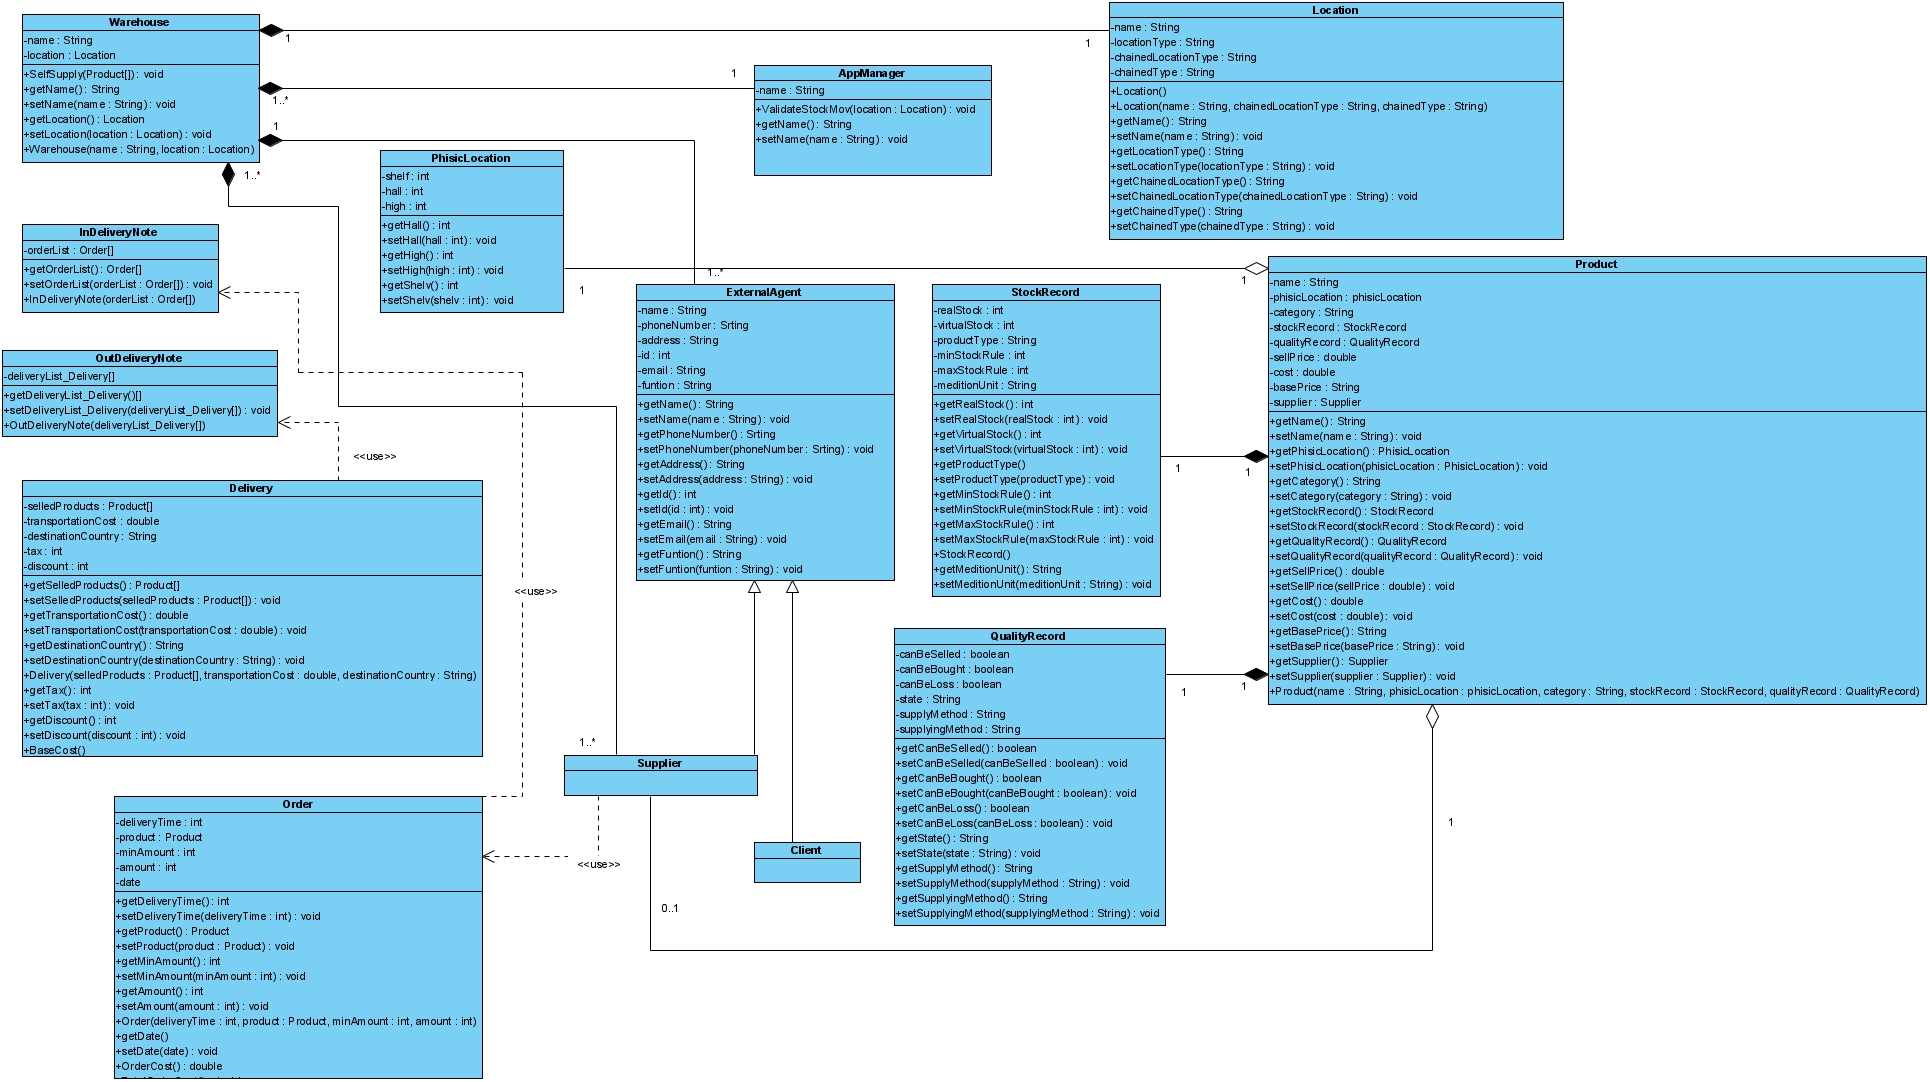 Warehouse
-name : String
-location : Location
+SelfSupply(Product[]) : void
+getName() : String
+setName(name : String) : void
+getLocation() : Location
+setLocation(location : Location) : void
+Warehouse(name : String, location : Location)
1
1
1
1..*
1
1..*
Location
-name : String
-locationType : String
-chainedLocationType : String
-chainedType : String
+Location()
+Location(name : String, chainedLocationType : String, chainedType : String)
+getName() : String
+setName(name : String) : void
+getLocationType() : String
+setLocationType(locationType : String) : void
+getChainedLocationType() : String
+setChainedLocationType(chainedLocationType : String) : void
+getChainedType() : String
+setChainedType(chainedType : String) : void
AppManager
-name : String
+ValidateStockMov(location : Location) : void
+getName() : String
+setName(name : String) : void
PhisicLocation
-shelf : int
-hall : int
-high : int
+getHall() : int
+setHall(hall : int) : void
+getHigh() : int
+setHigh(high : int) : void
+getShelv() : int
+setShelv(shelv : int) : void
1
1..*
1
InDeliveryNote
-orderList : Order[]
+getOrderList() : Order[]
+setOrderList(orderList : Order[]) : void
+InDeliveryNote(orderList : Order[])
OutDeliveryNote
-deliveryList_Delivery[]
+getDeliveryList_Delivery()[]
+setDeliveryList_Delivery(deliveryList_Delivery[]) : void
+OutDeliveryNote(deliveryList_Delivery[])
<<use>>
ExternalAgent
-name : String
-phoneNumber : Srting
-address : String
-id : int
-email : String
-funtion : String
+getName() : String
+setName(name : String) : void
+getPhoneNumber() : Srting
+setPhoneNumber(phoneNumber : Srting) : void
+getAddress() : String
+setAddress(address : String) : void
+getId() : int
+setId(id : int) : void
+getEmail() : String
+setEmail(email : String) : void
+getFuntion() : String
+setFuntion(funtion : String) : void
StockRecord
-realStock : int
-virtualStock : int
-productType : String
-minStockRule : int
-maxStockRule : int
-meditionUnit : String
+getRealStock() : int
+setRealStock(realStock : int) : void
+getVirtualStock() : int
+setVirtualStock(virtualStock : int) : void
+getProductType()
+setProductType(productType) : void
+getMinStockRule() : int
+setMinStockRule(minStockRule : int) : void
+getMaxStockRule() : int
+setMaxStockRule(maxStockRule : int) : void
+StockRecord()
+getMeditionUnit() : String
+setMeditionUnit(meditionUnit : String) : void
1
1
Product
-name : String
-phisicLocation : phisicLocation
-category : String
-stockRecord : StockRecord
-qualityRecord : QualityRecord
-sellPrice : double
-cost : double
-basePrice : String
-supplier : Supplier
+getName() : String
+setName(name : String) : void
+getPhisicLocation() : PhisicLocation
+setPhisicLocation(phisicLocation : PhisicLocation) : void
+getCategory() : String
+setCategory(category : String) : void
+getStockRecord() : StockRecord
+setStockRecord(stockRecord : StockRecord) : void
+getQualityRecord() : QualityRecord
+setQualityRecord(qualityRecord : QualityRecord) : void
+getSellPrice() : double
+setSellPrice(sellPrice : double) : void
+getCost() : double
+setCost(cost : double) : void
+getBasePrice() : String
+setBasePrice(basePrice : String) : void
+getSupplier() : Supplier
+setSupplier(supplier : Supplier) : void
+Product(name : String, phisicLocation : phisicLocation, category : String, stockRecord : StockRecord, qualityRecord : QualityRecord)
Delivery
-selledProducts : Product[]
-transportationCost : double
-destinationCountry : String
-tax : int
-discount : int
+getSelledProducts() : Product[]
+setSelledProducts(selledProducts : Product[]) : void
+getTransportationCost() : double
+setTransportationCost(transportationCost : double) : void
+getDestinationCountry() : String
+setDestinationCountry(destinationCountry : String) : void
+Delivery(selledProducts : Product[], transportationCost : double, destinationCountry : String)
+getTax() : int
+setTax(tax : int) : void
+getDiscount() : int
+setDiscount(discount : int) : void
+BaseCost()
<<use>>
QualityRecord
-canBeSelled : boolean
-canBeBought : boolean
-canBeLoss : boolean
-state : String
-supplyMethod : String
-supplyingMethod : String
+getCanBeSelled() : boolean
+setCanBeSelled(canBeSelled : boolean) : void
+getCanBeBought() : boolean
+setCanBeBought(canBeBought : boolean) : void
+getCanBeLoss() : boolean
+setCanBeLoss(canBeLoss : boolean) : void
+getState() : String
+setState(state : String) : void
+getSupplyMethod() : String
+setSupplyMethod(supplyMethod : String) : void
+getSupplyingMethod() : String
+setSupplyingMethod(supplyingMethod : String) : void
1
1
1..*
Supplier
Client
<<use>>
0..1
1
Order
-deliveryTime : int
-product : Product
-minAmount : int
-amount : int
-date
+getDeliveryTime() : int
+setDeliveryTime(deliveryTime : int) : void
+getProduct() : Product
+setProduct(product : Product) : void
+getMinAmount() : int
+setMinAmount(minAmount : int) : void
+getAmount() : int
+setAmount(amount : int) : void
+Order(deliveryTime : int, product : Product, minAmount : int, amount : int)
+getDate()
+setDate(date) : void
+OrderCost() : double